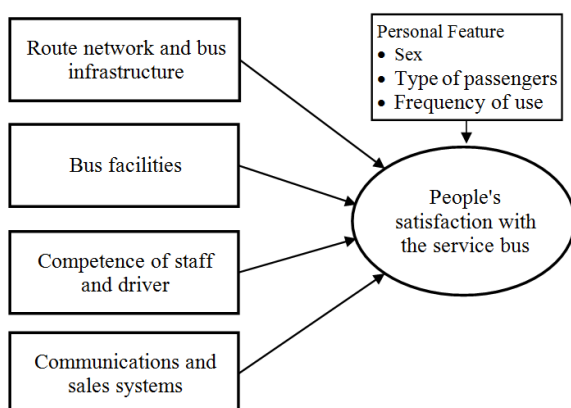 Route network and bus
infrastructure
Bus facilities
Competence of staff
and driver
Communications and
sales systems
Personal Feature
• Sex
• Type of passengers
• Frequency of use
People's
satisfaction with
the service bus